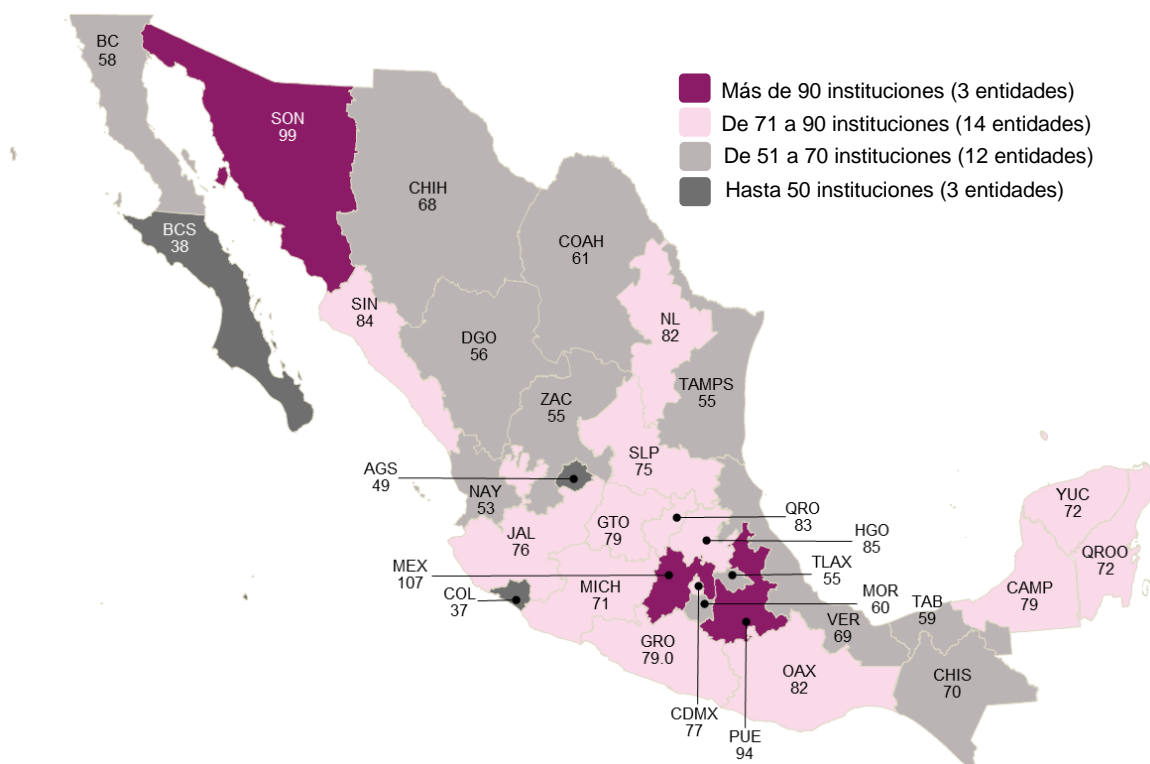 BC
58
SON
99
Más de 90 instituciones (3 entidades)
De 71 a 90 instituciones (14 entidades)
De 51 a 70 instituciones (12 entidades)
Hasta 50 instituciones (3 entidades)
CHIH
68
BCS
38
COAH
61
SIN
84
NL
82
DGO
56
TAMPS
55
ZAC
55
SLP
75
AGS
49
NAY
53
QRO
83
YUC
72
JAL
76
GTO
79
HGO
85
QROO
72
MEX
107
TLAX
55
COL
37
MICH
71
MOR
60
CAMP
79
TAB
59
VER
69
GRO
79.0
OAX
82
CHIS
70
CDMX
77
PUE
94